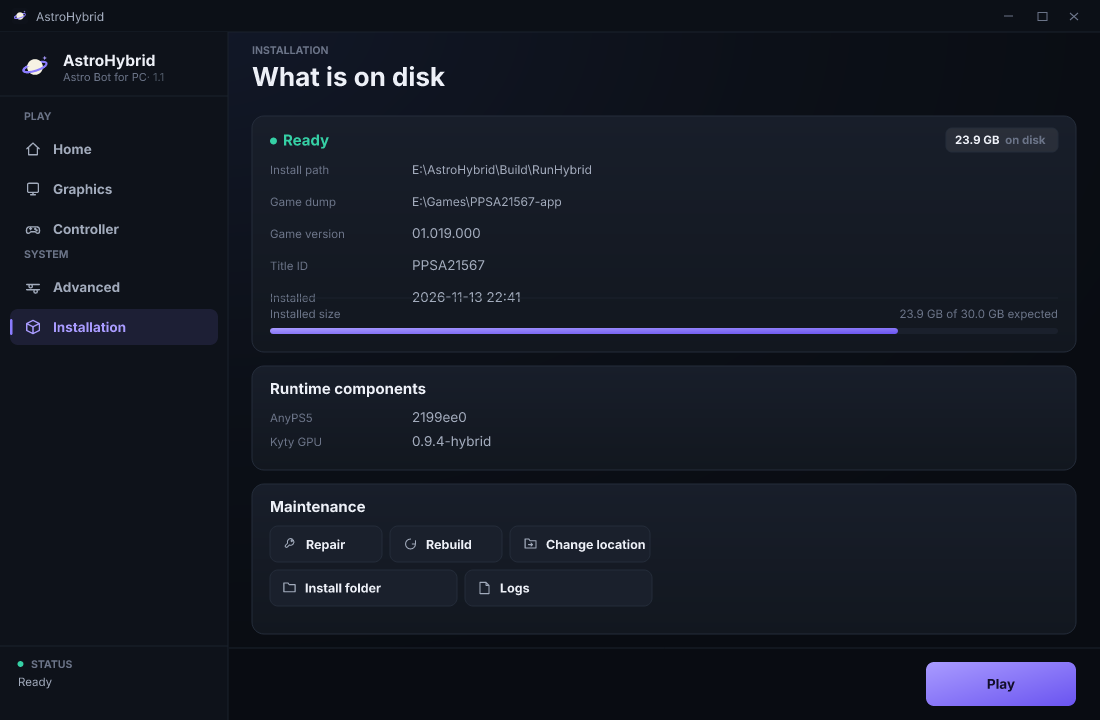 AstroHybrid
AstroHybrid
Astro Bot for PC· 1.1
PLAY
Home
Graphics
Controller
SYSTEM
Advanced
Installation
STATUS
Ready
INSTALLATION
What is on disk
Ready
23.9 GB on disk
Install path E:\AstroHybrid\Build\RunHybrid
Game dump E:\Games\PPSA21567-app
Game version 01.019.000
Title ID PPSA21567
Installed 2026-11-13 22:41
Installed size 23.9 GB of 30.0 GB expected
Runtime components
AnyPS5 2199ee0
Kyty GPU 0.9.4-hybrid
Maintenance
Repair Rebuild Change location
Install folder Logs
Play